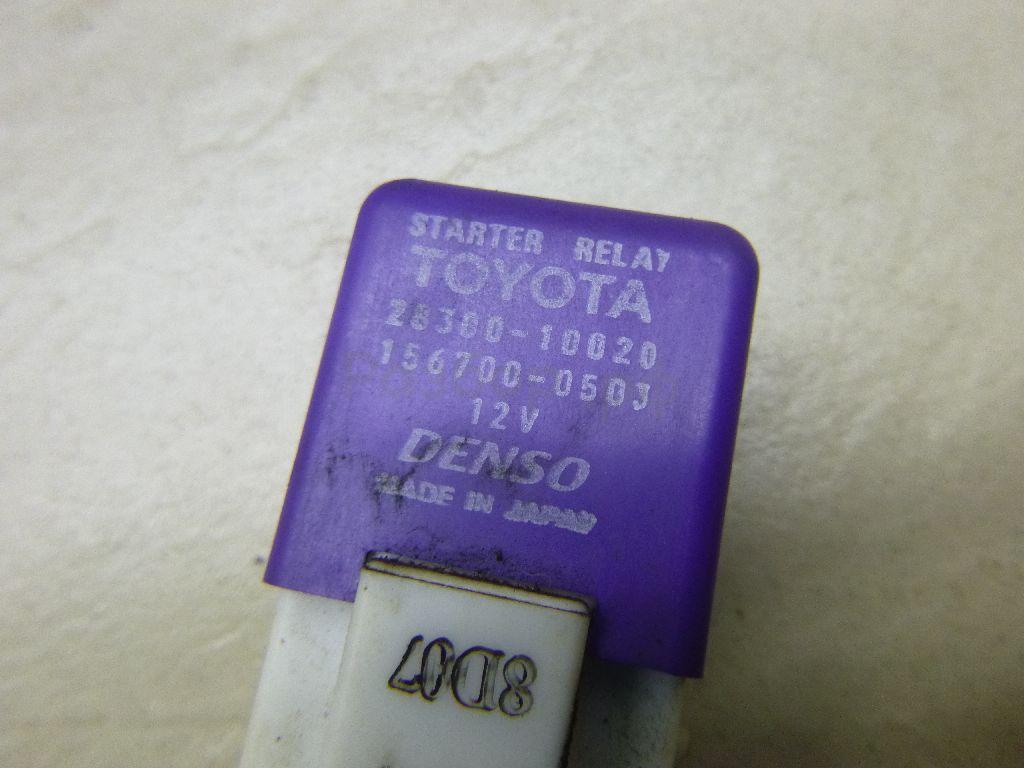 STARTER RELAY
TOYOTA
28300-10020
156700-0503
12V
DENSO
MADE IN JAPAN
8D07